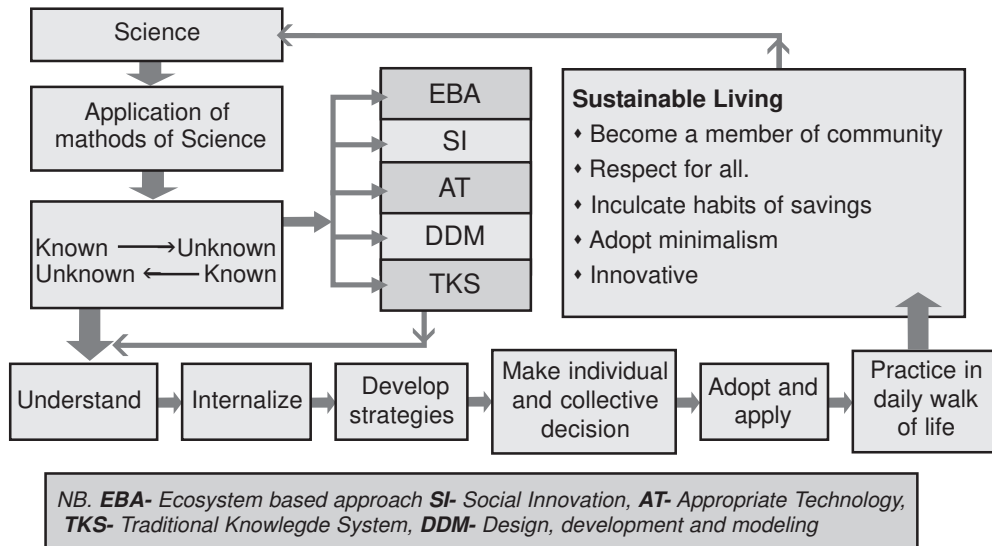 Science
Application of
mathods of Science
Known → Unknown
Unknown ← Known
EBA
SI
AT
DDM
TKS
Sustainable Living
♦ Become a member of community
♦ Respect for all.
♦ Inculcate habits of savings
♦ Adopt minimalism
♦ Innovative
Understand
Internalize
Develop
strategies
Make individual
and collective
decision
Adopt and
apply
Practice in
daily walk
of life
NB. EBA- Ecosystem based approach SI- Social Innovation, AT- Appropriate Technology,
TKS- Traditional Knowlegde System, DDM- Design, development and modeling